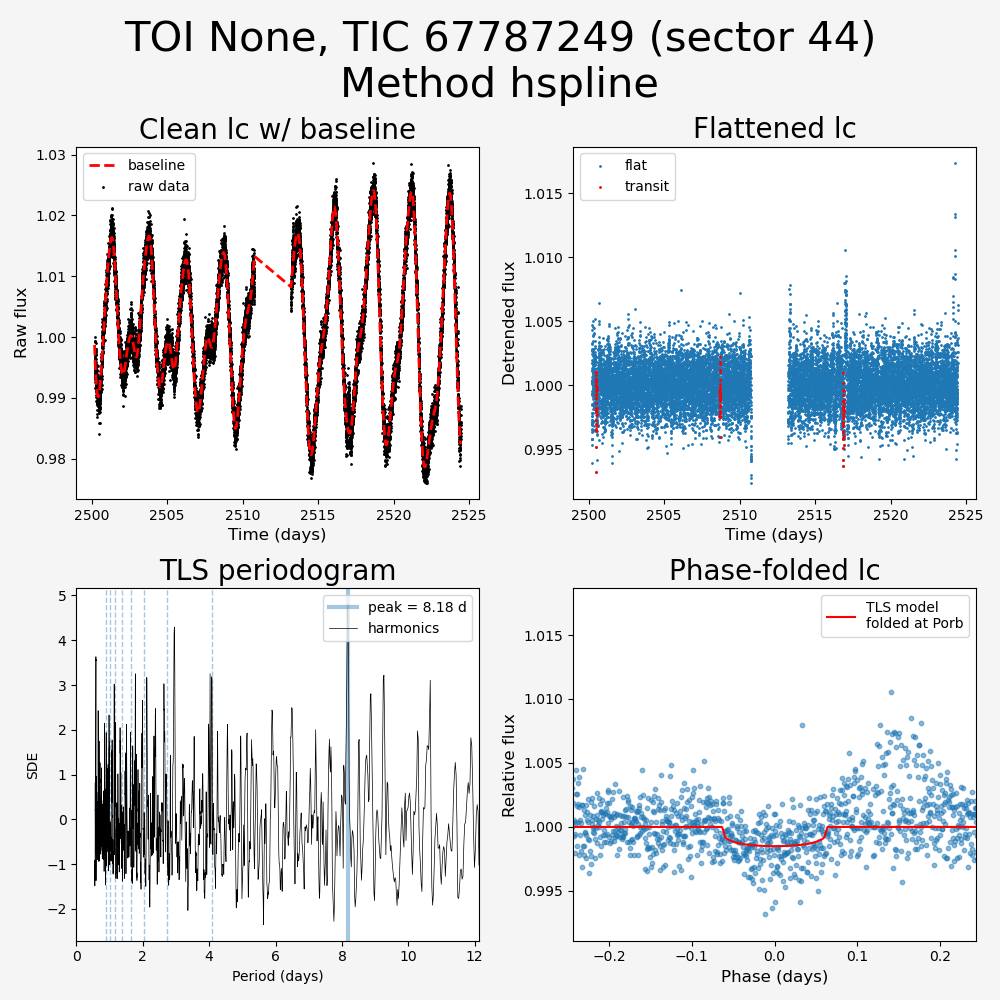 TOI None, TIC 67787249 (sector 44)
Method hspline
Clean lc w/ baseline
Flattened lc
baseline
raw data
flat
transit
1.03
1.02
1.01
1.00
0.99
0.98
Raw flux
2500
2505
2510
2515
2520
2525
Time (days)
1.015
1.010
1.005
1.000
0.995
Detrended flux
2500
2505
2510
2515
2520
2525
Time (days)
TLS periodogram
Phase-folded lc
peak = 8.18 d
harmonics
TLS model
folded at Porb
5
4
3
2
1
0
−1
−2
SDE
0
2
4
6
8
10
12
Period (days)
1.015
1.010
1.005
1.000
0.995
Relative flux
−0.2
−0.1
0.0
0.1
0.2
Phase (days)